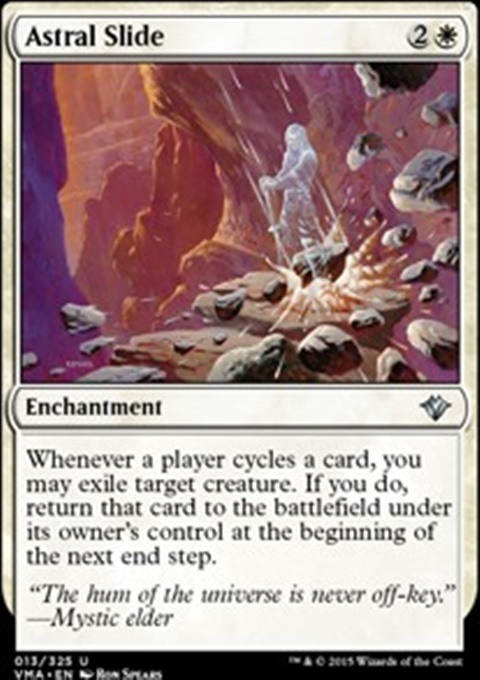 Astral Slide 2
Enchantment
Whenever a player cycles a card, you
may exile target creature. If you do,
return that card to the battlefield under
its owner's control at the beginning of
the next end step.
"The hum of the universe is never off-key."
—Mystic elder
013/325 U
VMA • EN Ron Spears
™ & © 2015 Wizards of the Coast